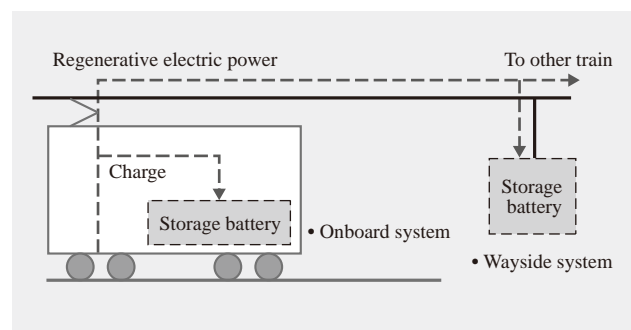 Regenerative electric power
To other train
Charge
Storage battery
• Onboard system
Storage
battery
• Wayside system